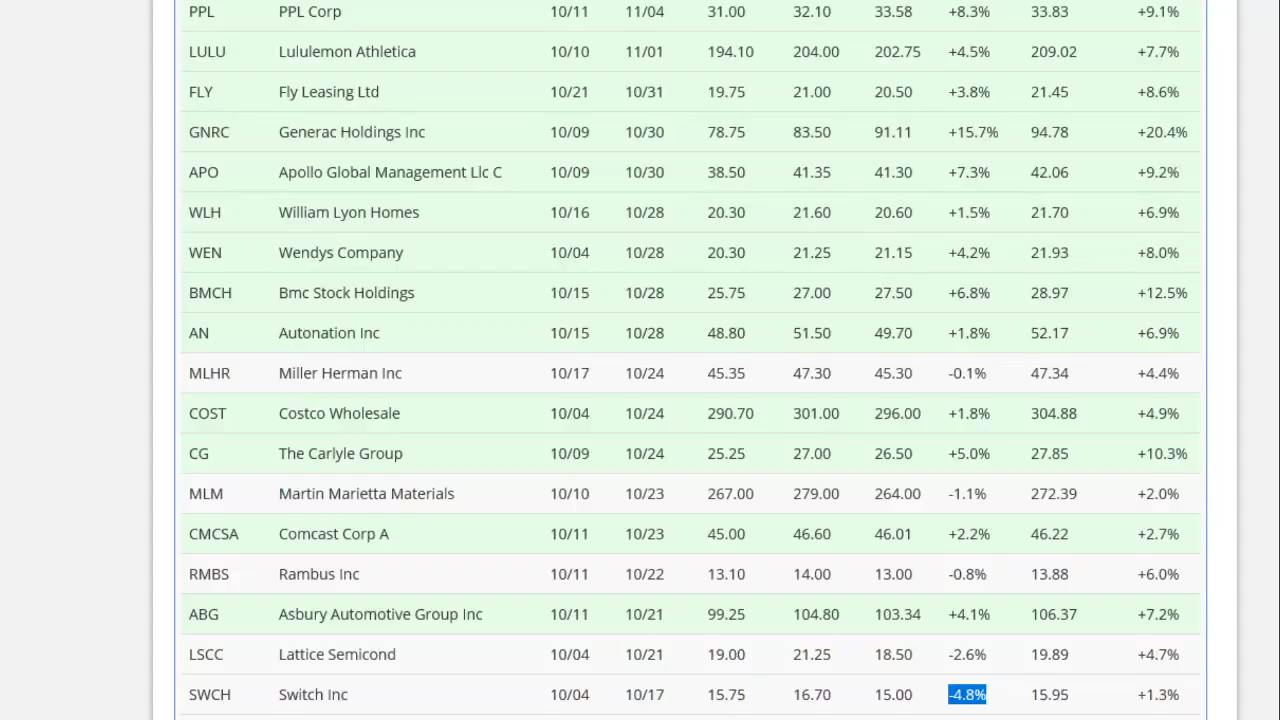 PPL PPL Corp 10/11 11/04 31.00 32.10 33.58 +8.3% 33.83 +9.1%
LULU Lululemon Athletica 10/10 11/01 194.10 204.00 202.75 +4.5% 209.02 +7.7%
FLY Fly Leasing Ltd 10/21 10/31 19.75 21.00 20.50 +3.8% 21.45 +8.6%
GNRC Generac Holdings Inc 10/09 10/30 78.75 83.50 91.11 +15.7% 94.78 +20.4%
APO Apollo Global Management Llc C 10/09 10/30 38.50 41.35 41.30 +7.3% 42.06 +9.2%
WLH William Lyon Homes 10/16 10/28 20.30 21.60 20.60 +1.5% 21.70 +6.9%
WEN Wendys Company 10/04 10/28 20.30 21.25 21.15 +4.2% 21.93 +8.0%
BMCH Bmc Stock Holdings 10/15 10/28 25.75 27.00 27.50 +6.8% 28.97 +12.5%
AN Autonation Inc 10/15 10/28 48.80 51.50 49.70 +1.8% 52.17 +6.9%
MLHR Miller Herman Inc 10/17 10/24 45.35 47.30 45.30 -0.1% 47.34 +4.4%
COST Costco Wholesale 10/04 10/24 290.70 301.00 296.00 +1.8% 304.88 +4.9%
CG The Carlyle Group 10/09 10/24 25.25 27.00 26.50 +5.0% 27.85 +10.3%
MLM Martin Marietta Materials 10/10 10/23 267.00 279.00 264.00 -1.1% 272.39 +2.0%
CMCSA Comcast Corp A 10/11 10/23 45.00 46.60 46.01 +2.2% 46.22 +2.7%
RMBS Rambus Inc 10/11 10/22 13.10 14.00 13.00 -0.8% 13.88 +6.0%
ABG Asbury Automotive Group Inc 10/11 10/21 99.25 104.80 103.34 +4.1% 106.37 +7.2%
LSCC Lattice Semicond 10/04 10/21 19.00 21.25 18.50 -2.6% 19.89 +4.7%
SWCH Switch Inc 10/04 10/17 15.75 16.70 15.00 -4.8% 15.95 +1.3%